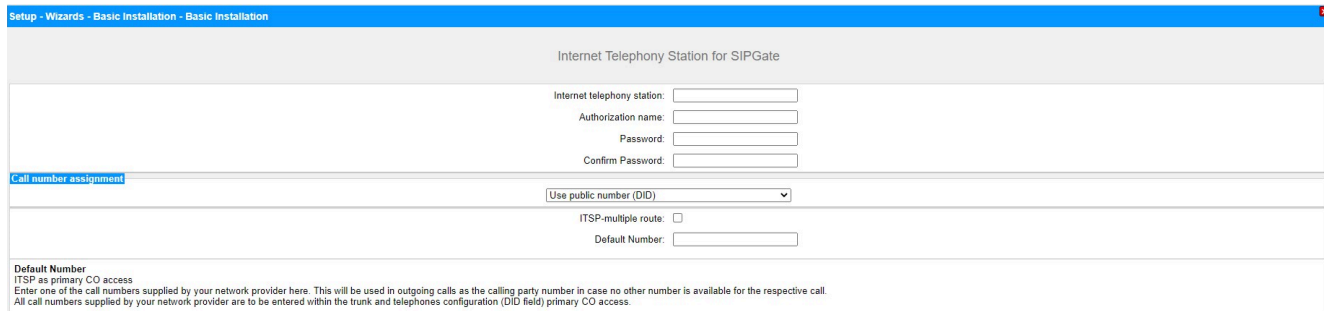 Setup - Wizards - Basic Installation - Basic Installation
Internet Telephony Station for SIPGate
Internet telephony station:
Authorization name:
Password:
Confirm Password:
Call number assignment
Use public number (DID)
ITSP-multiple route:
Default Number:
Default Number
ITSP as primary CO access
Enter one of the call numbers supplied by your network provider here. This will be used in outgoing calls as the calling party number in case no other number is available for the respective call.
All call numbers supplied by your network provider are to be entered within the trunk and telephones configuration (DID field) primary CO access.